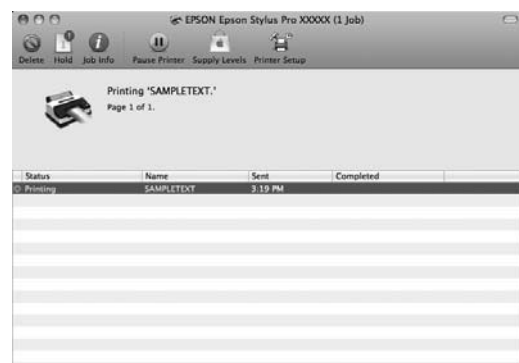 EPSON Epson Stylus Pro XXXXX (1 Job)
Delete Hold Job Info Pause Printer Supply Levels Printer Setup
Printing 'SAMPLETEXT.'
Page 1 of 1.
Status Name Sent Completed
Printing SAMPLETEXT 3:19 PM